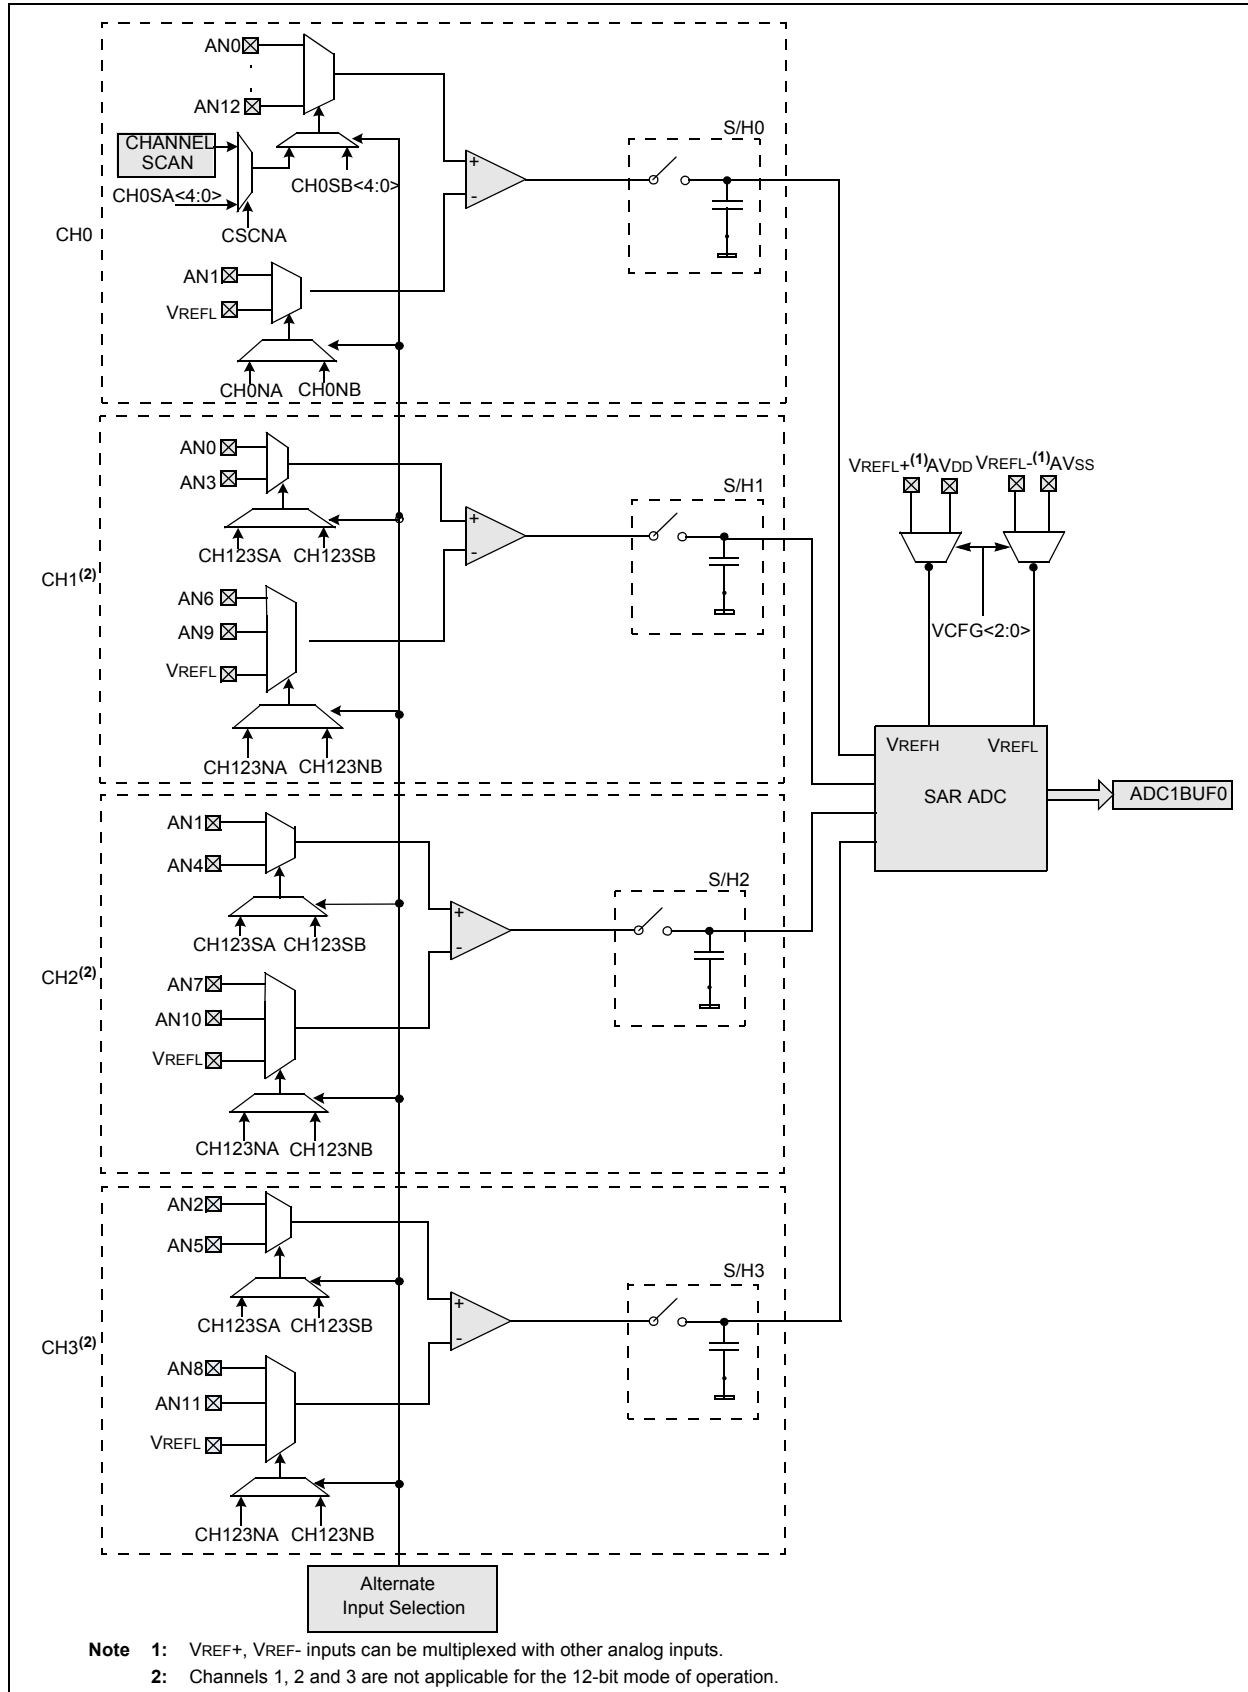 AN0
AN12
CHANNEL
SCAN
CH0SA<4:0>
CH0SB<4:0>
CSCNA
CH0
+
-
S/H0
AN1
VREFL
CH0NA CH0NB
AN0
AN3
CH123SA CH123SB
CH1(2)
+
-
S/H1
AN6
AN9
VREFL
CH123NA CH123NB
VREFL+(1)AVDD VREFL-(1)AVSS
VCFG<2:0>
VREFH VREFL
SAR ADC
ADC1BUF0
AN1
AN4
CH123SA CH123SB
CH2(2)
+
-
S/H2
AN7
AN10
VREFL
CH123NA CH123NB
AN2
AN5
CH123SA CH123SB
CH3(2)
+
-
S/H3
AN8
AN11
VREFL
CH123NA CH123NB
Alternate
Input Selection
Note 1: VREF+, VREF- inputs can be multiplexed with other analog inputs.
2: Channels 1, 2 and 3 are not applicable for the 12-bit mode of operation.